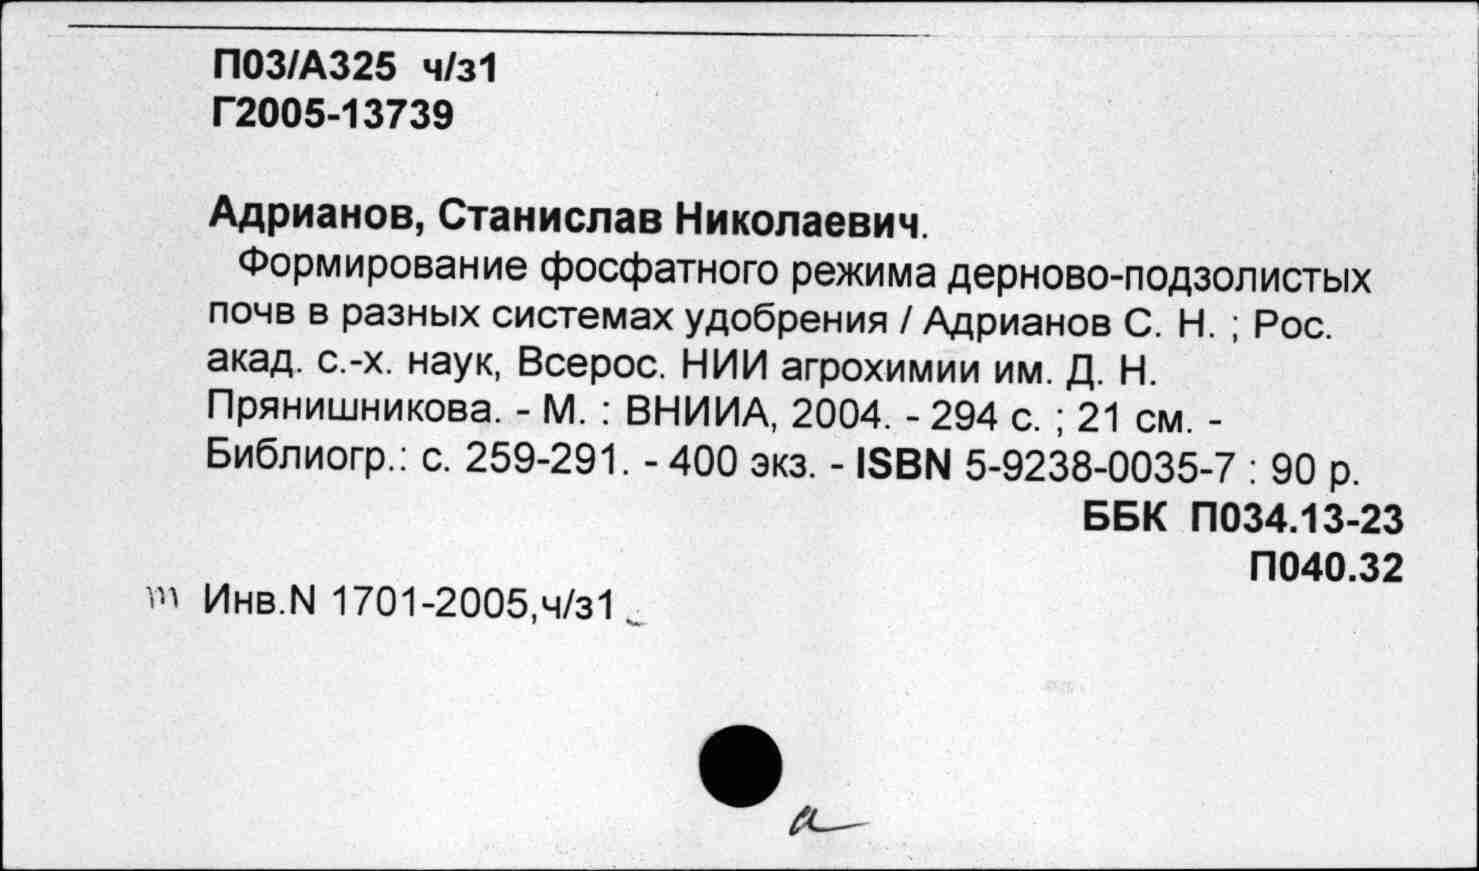 П03/А325 ч/з1
Г2005-13739
Адрианов, Станислав Николаевич.
Формирование фосфатного режима дерново-подзолистых
почв в разных системах удобрения / Адрианов С. Н. ; Рос.
акад. с.-х. наук, Всерос. НИИ агрохимии им. Д. Н.
Прянишникова. - М. : ВНИИА, 2004. - 294 с. ; 21 см. -
Библиогр.: с. 259-291. - 400 экз. - ISBN 5-9238-0035-7 : 90 р.
ББК П034.13-23
П040.32
Инв.N 1701-2005,ч/з1
а